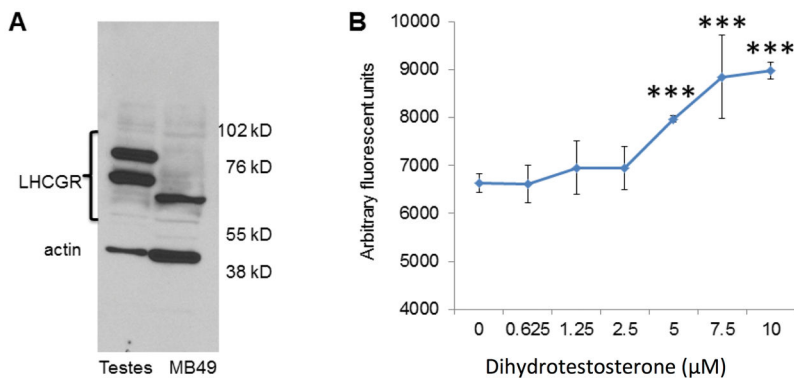 A
102 kD
76 kD
LHCGR
55 kD
actin
38 kD
Testes MB49
B
Arbitrary fluorescent units
10000
9000
8000
7000
6000
5000
4000
***
***
***
0 0.625 1.25 2.5 5 7.5 10
Dihydrotestosterone (µM)